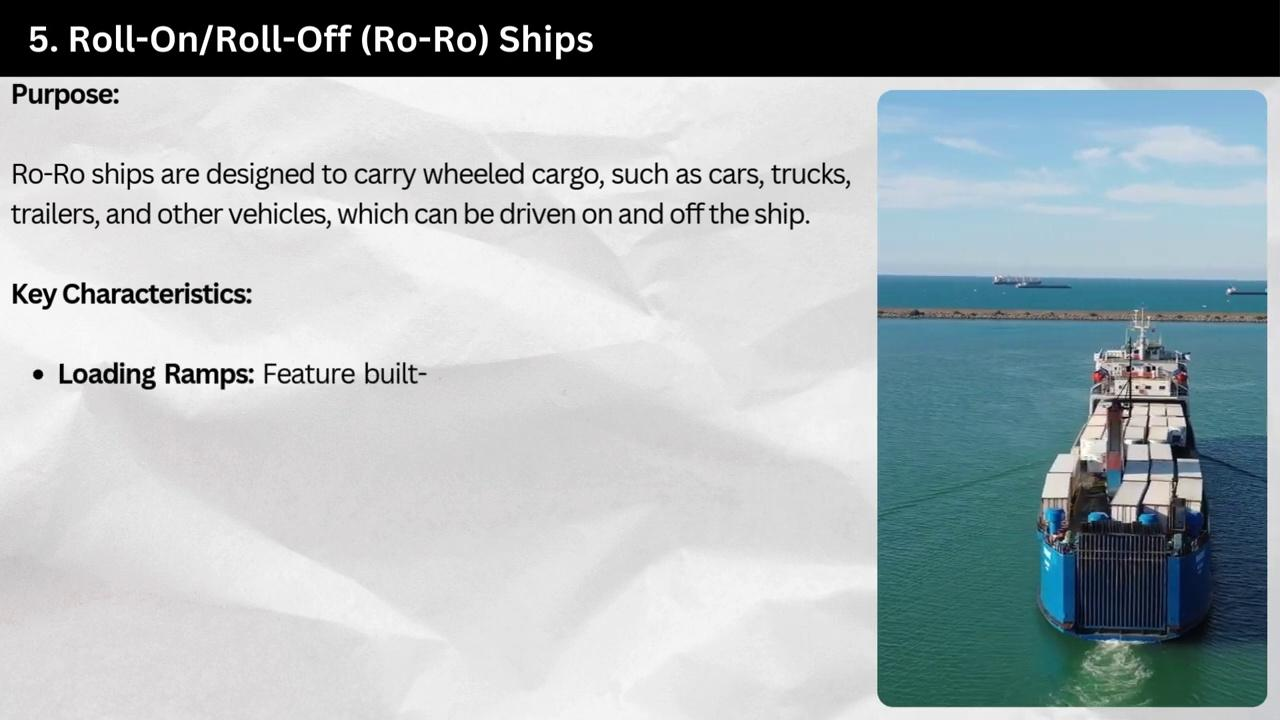 5. Roll-On/Roll-Off (Ro-Ro) Ships
Purpose:
Ro-Ro ships are designed to carry wheeled cargo, such as cars, trucks,
trailers, and other vehicles, which can be driven on and off the ship.
Key Characteristics:
• Loading Ramps: Feature built-